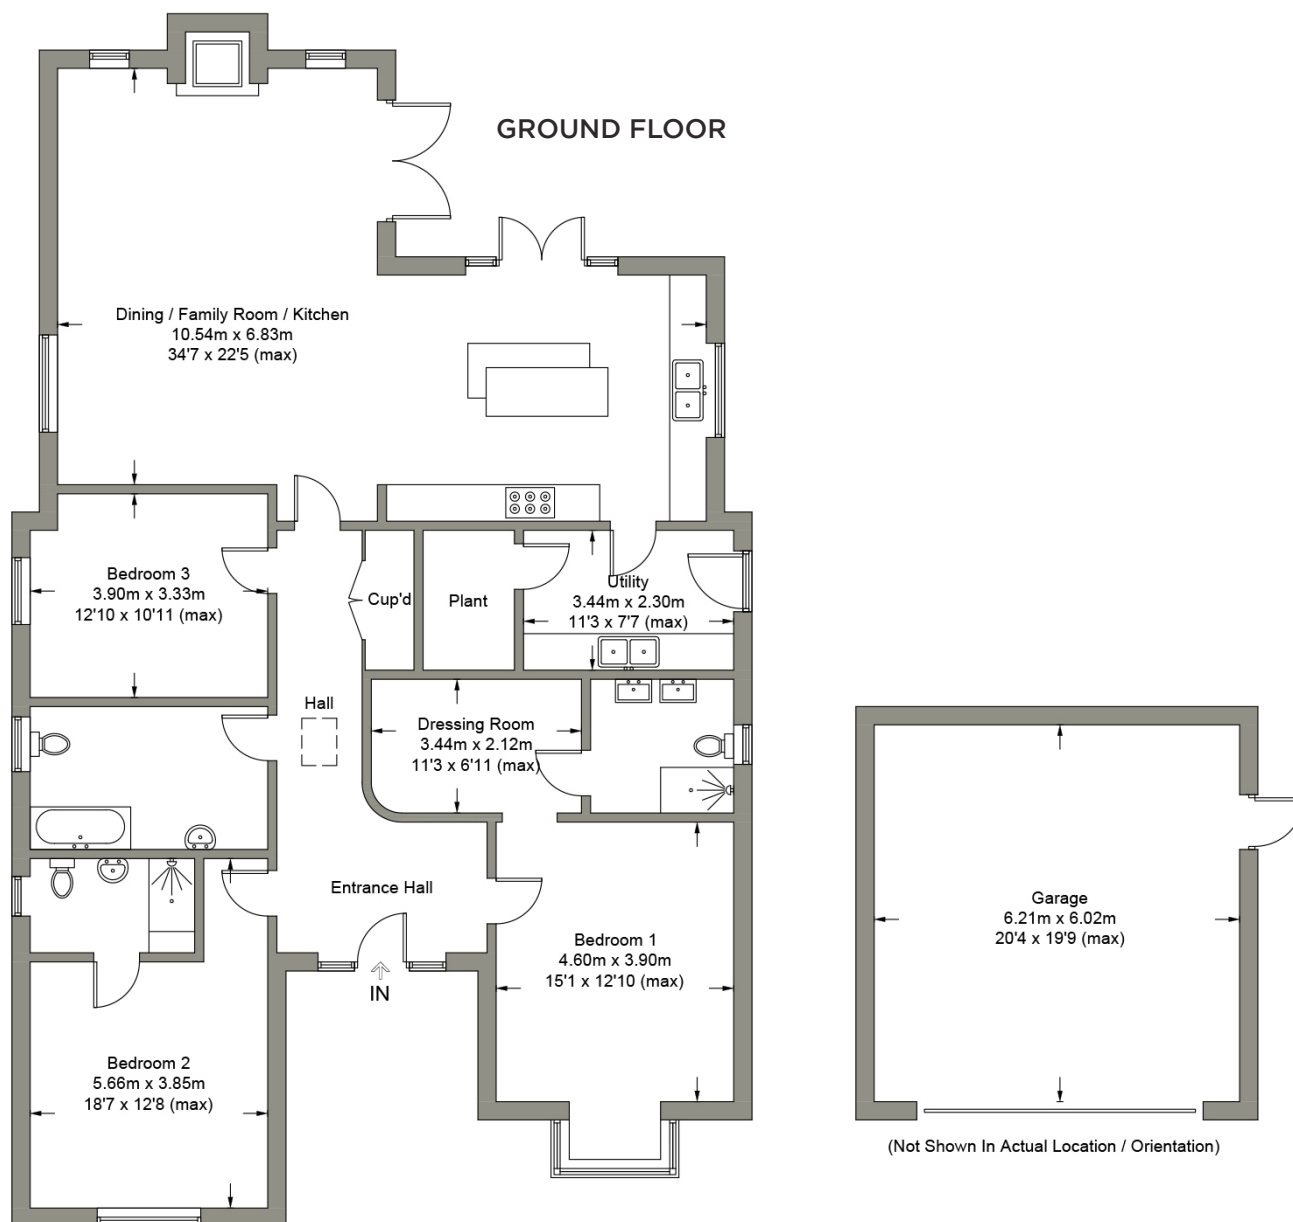 GROUND FLOOR
Dining / Family Room / Kitchen
10.54m x 6.83m
34'7 x 22'5 (max)
Bedroom 3
3.90m x 3.33m
12'10 x 10'11 (max)
Cup'd
Plant
Utility
3.44m x 2.30m
11'3 x 7'7 (max)
Hall
Dressing Room
3.44m x 2.12m
11'3 x 6'11 (max)
Entrance Hall
IN
Bedroom 1
4.60m x 3.90m
15'1 x 12'10 (max)
Bedroom 2
5.66m x 3.85m
18'7 x 12'8 (max)
Garage
6.21m x 6.02m
20'4 x 19'9 (max)
(Not Shown In Actual Location / Orientation)